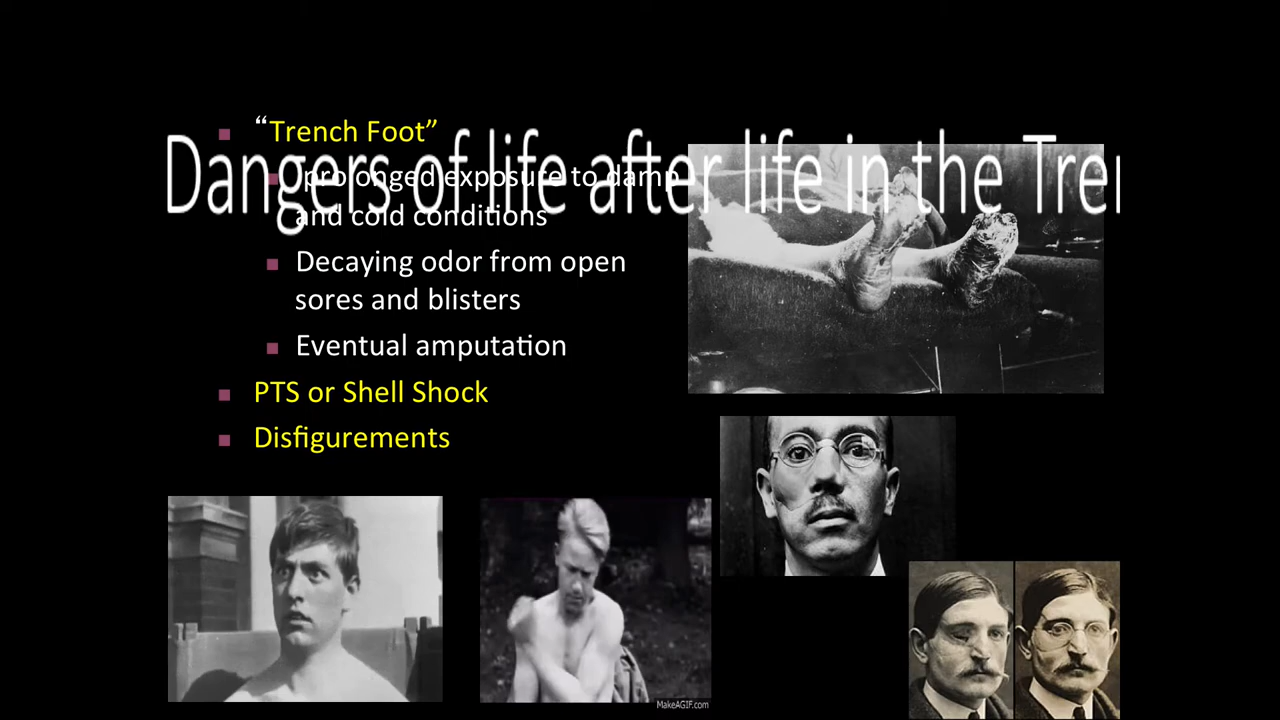 Dangers of life after life in the Tre
■ “Trench Foot”
■ prolonged exposure to damp
and cold conditions
■ Decaying odor from open
sores and blisters
■ Eventual amputation
■ PTS or Shell Shock
■ Disfigurements
MakeAGIF.com